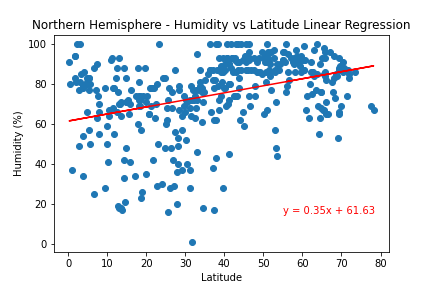 Northern Hemisphere - Humidity vs Latitude Linear Regression
100
80
60
40
20
0
Humidity (%)
y = 0.35x + 61.63
0 10 20 30 40 50 60 70 80
Latitude